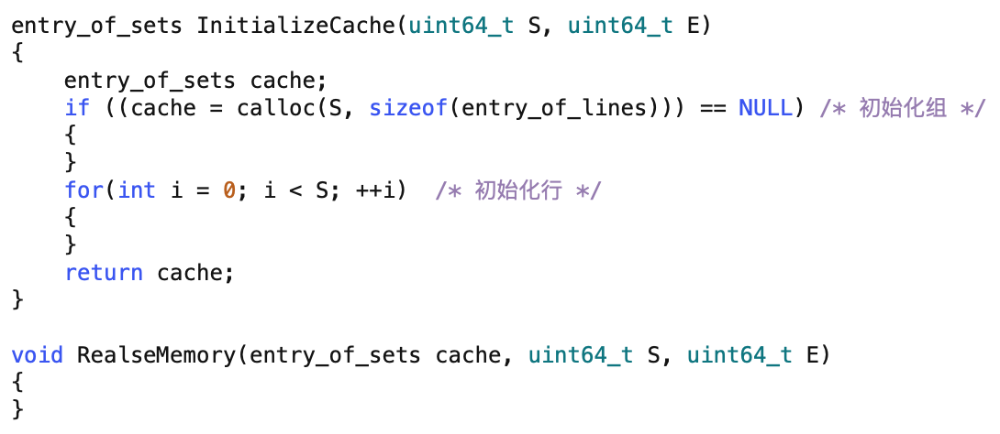 entry_of_sets InitializeCache(uint64_t S, uint64_t E)
{
    entry_of_sets cache;
    if ((cache = calloc(S, sizeof(entry_of_lines))) == NULL) /* 初始化组 */
    {
    }
    for(int i = 0; i < S; ++i)  /* 初始化行 */
    {
    }
    return cache;
}

void RealseMemory(entry_of_sets cache, uint64_t S, uint64_t E)
{
}